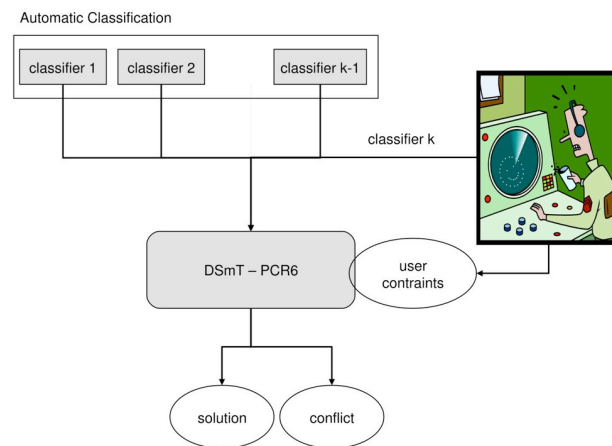 Automatic Classification
classifier 1
classifier 2
classifier k-1
classifier k
DSmT – PCR6
user
contraints
solution
conflict